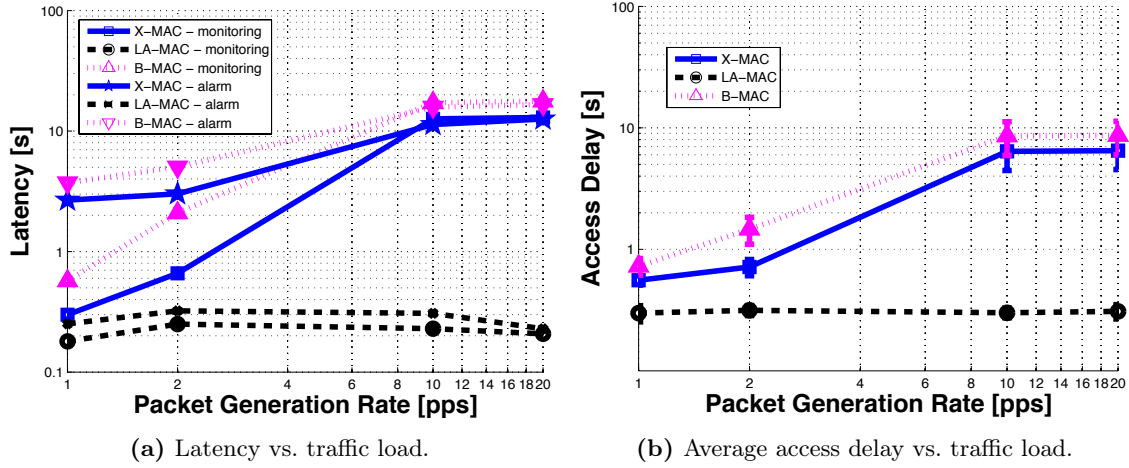 100
10
1
0.1
Latency [s]
X-MAC – monitoring
LA-MAC – monitoring
B-MAC – monitoring
X-MAC – alarm
LA-MAC – alarm
B-MAC – alarm
1 2 4 6 8 10 12 14 16 18 20
Packet Generation Rate [pps]
(a) Latency vs. traffic load.
100
10
1
Access Delay [s]
X-MAC
LA-MAC
B-MAC
1 2 4 6 8 10 12 14 16 18 20
Packet Generation Rate [pps]
(b) Average access delay vs. traffic load.